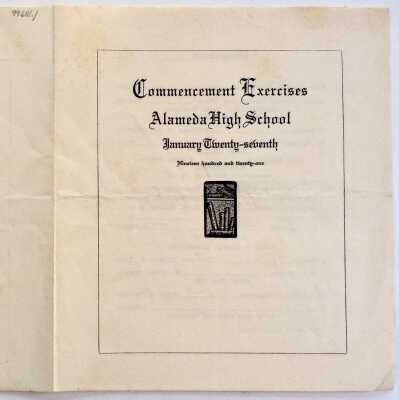 Commencement Exercises
Alameda High School
January Twenty-seventh
Nineteen hundred and twenty-one